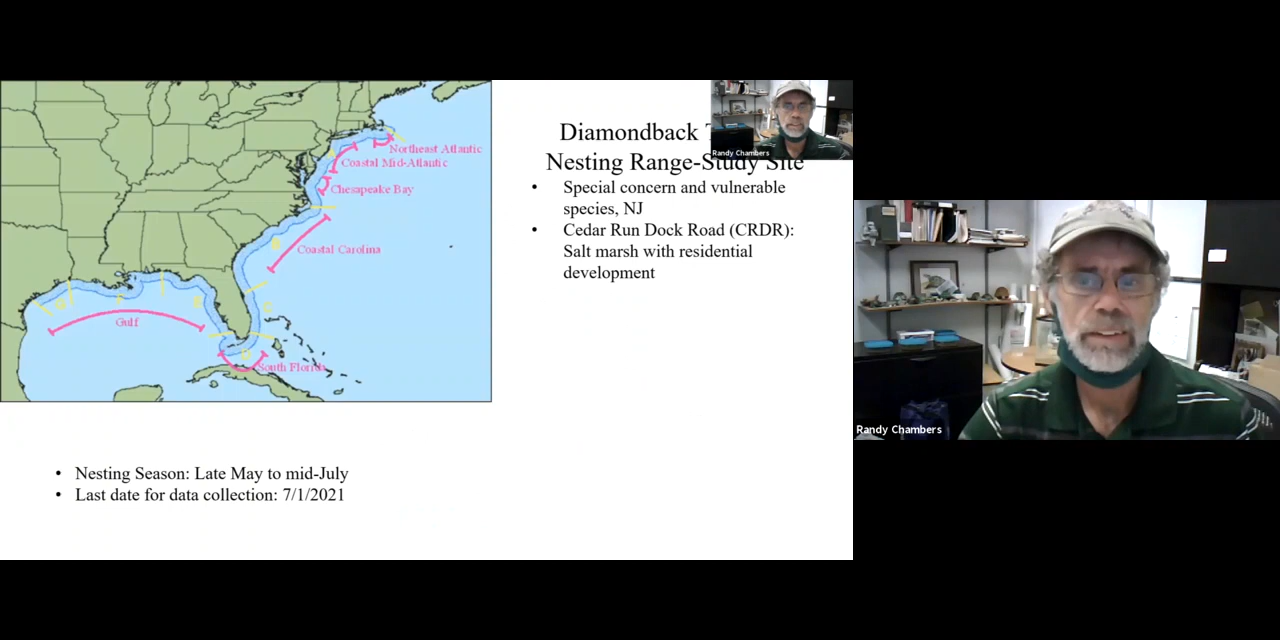 Northeast Atlantic
Coastal Mid-Atlantic
Chesapeake Bay
Coastal Carolina
Gulf
South Florida
Nesting Season: Late May to mid-July
Last date for data collection: 7/1/2021
Diamondback
Nesting Range-Study Site
Special concern and vulnerable
species, NJ
Cedar Run Dock Road (CRDR):
Salt marsh with residential
development
Randy Chambers
Randy Chambers